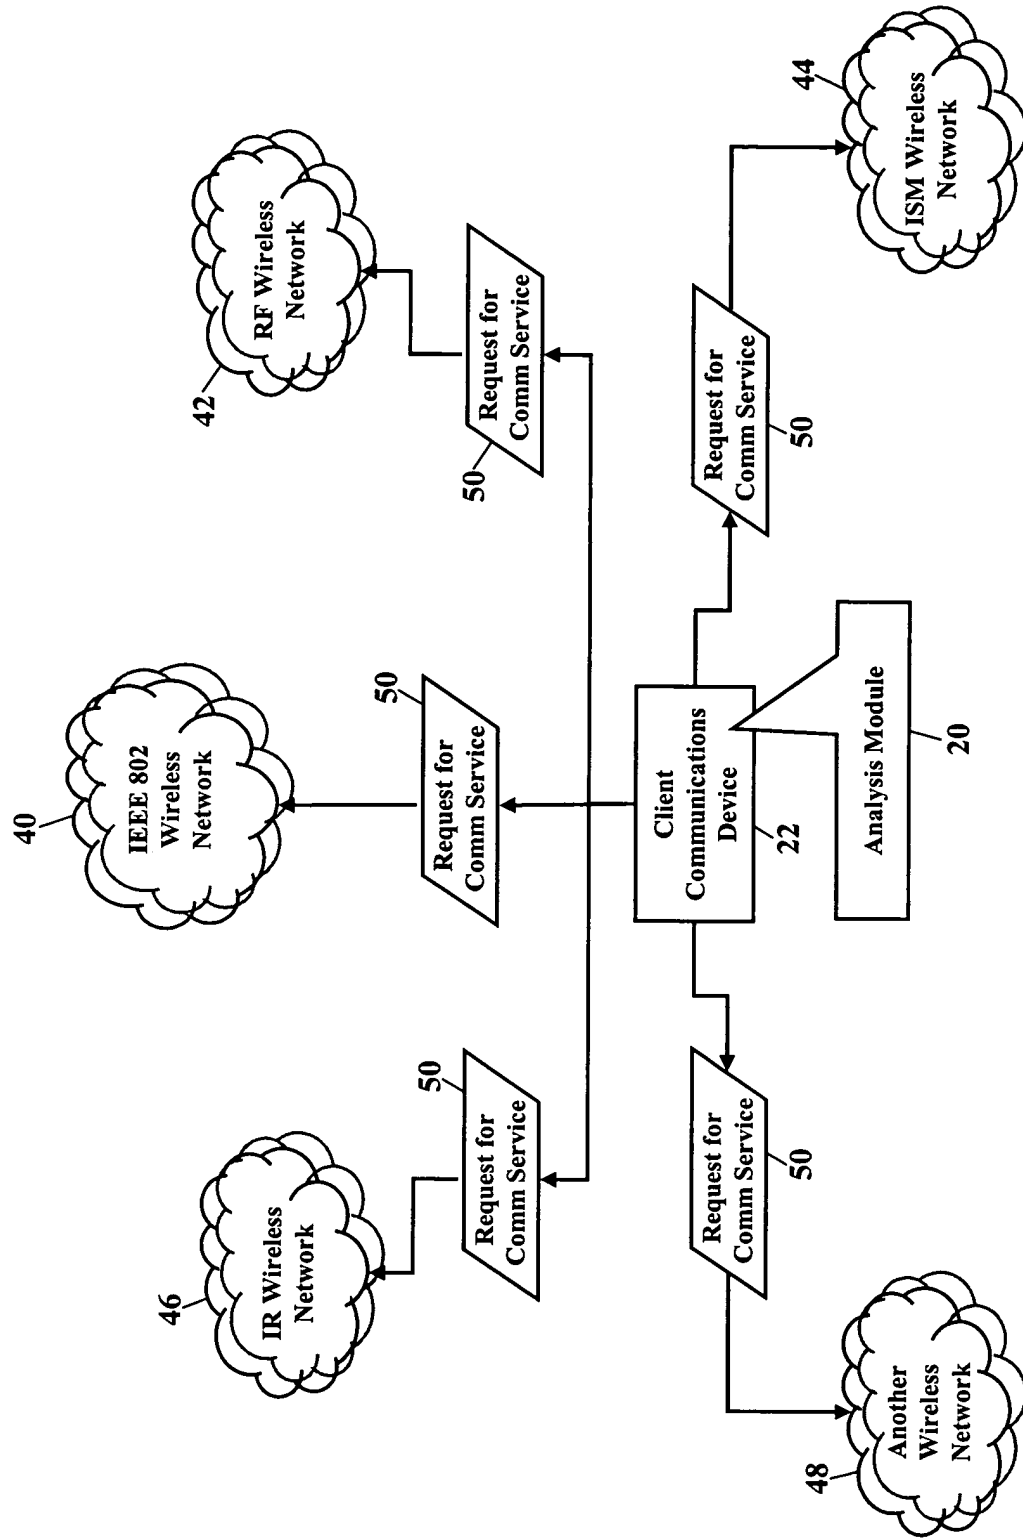 40
IEEE 802
Wireless
Network
46
IR Wireless
Network
42
RF Wireless
Network
50
Request for
Comm Service
50
Request for
Comm Service
50
Request for
Comm Service
Client
Communications
Device
22
Request for
Comm Service
50
Request for
Comm Service
50
48
Another
Wireless
Network
Analysis Module
20
44
ISM Wireless
Network